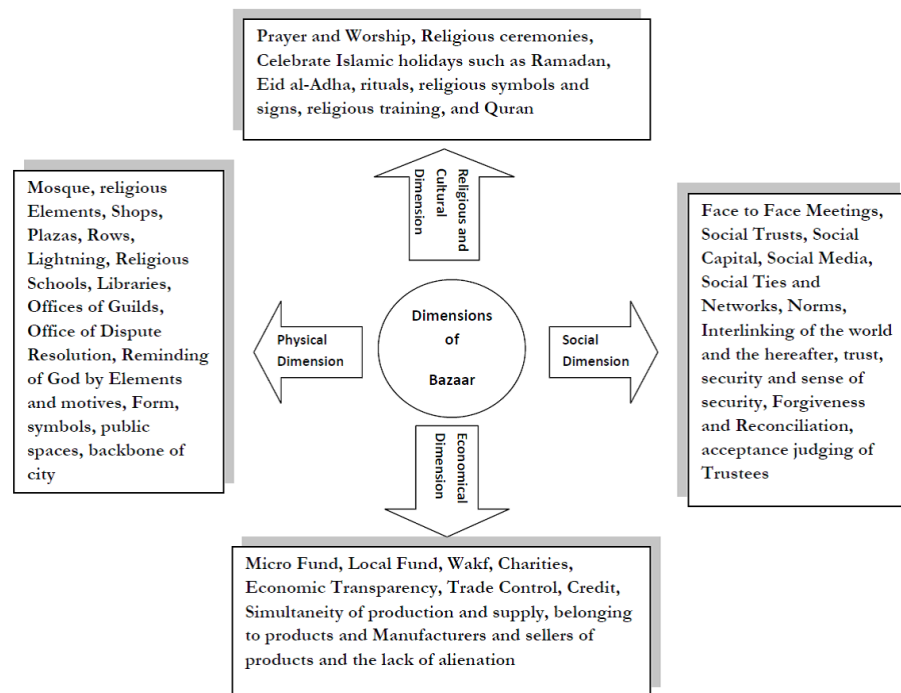 Prayer and Worship, Religious ceremonies,
Celebrate Islamic holidays such as Ramadan,
Eid al-Adha, rituals, religious symbols and
signs, religious training, and Quran
Religious and
Cultural
Dimension
Mosque, religious
Elements, Shops,
Plazas, Rows,
Lightning, Religious
Schools, Libraries,
Offices of Guilds,
Office of Dispute
Resolution, Reminding
of God by Elements
and motives, Form,
symbols, public
spaces, backbone of
city
Physical
Dimension
Dimensions
of
Bazaar
Social
Dimension
Face to Face Meetings,
Social Trusts, Social
Capital, Social Media,
Social Ties and
Networks, Norms,
Interlinking of the world
and the hereafter, trust,
security and sense of
security, Forgiveness
and Reconciliation,
acceptance judging of
Trustees
Economical
Dimension
Micro Fund, Local Fund, Wakf, Charities,
Economic Transparency, Trade Control, Credit,
Simultaneity of production and supply, belonging
to products and Manufacturers and sellers of
products and the lack of alienation